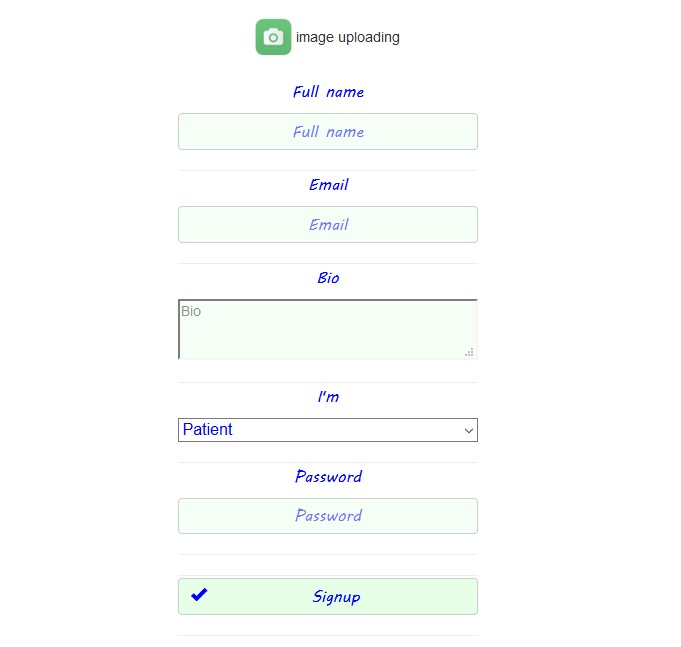 image uploading
Full name
Full name
Email
Email
Bio
Bio
I'm
Patient
Password
Password
Signup